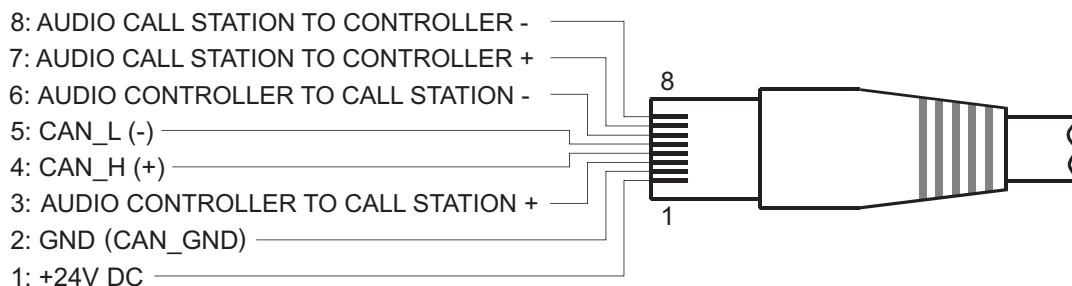 8: AUDIO CALL STATION TO CONTROLLER -
7: AUDIO CALL STATION TO CONTROLLER +
6: AUDIO CONTROLLER TO CALL STATION -
5: CAN_L (-)
4: CAN_H (+)
3: AUDIO CONTROLLER TO CALL STATION +
2: GND (CAN_GND)
1: +24V DC
8
1